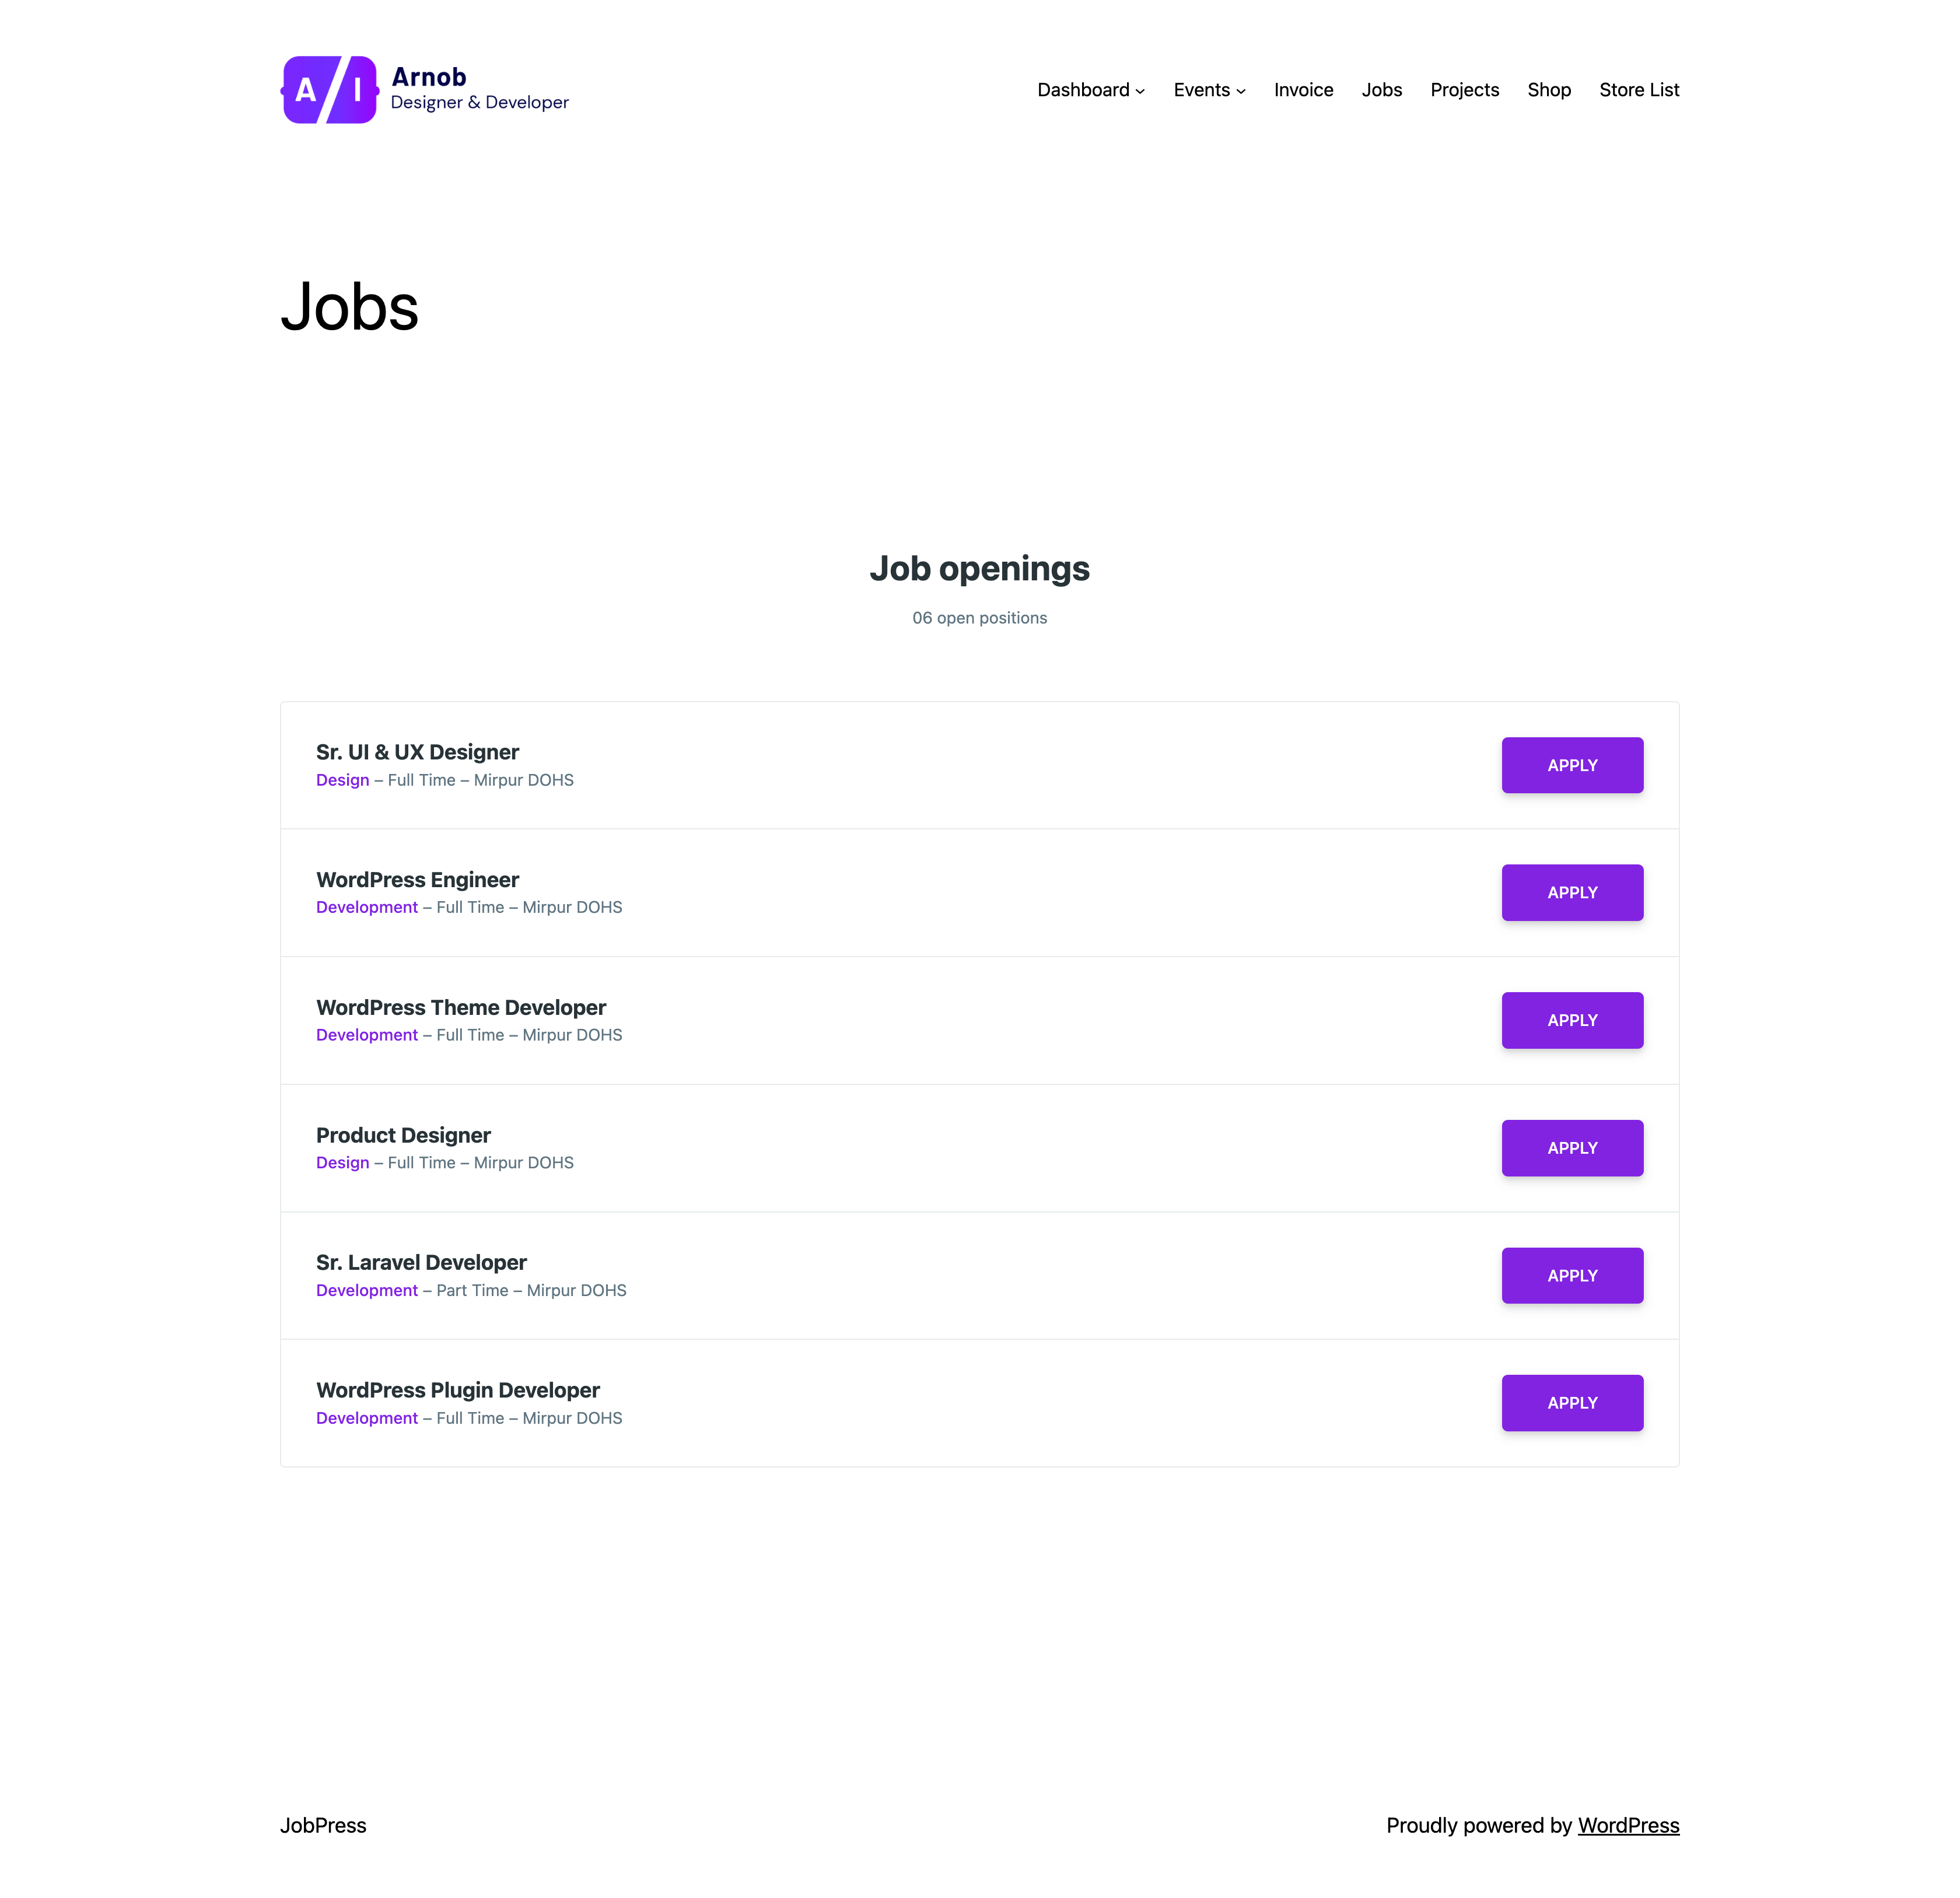 A/I
Arnob
Designer & Developer
Dashboard Events Invoice Jobs Projects Shop Store List
Jobs
Job openings
06 open positions
Sr. UI & UX Designer
Design – Full Time – Mirpur DOHS
APPLY
WordPress Engineer
Development – Full Time – Mirpur DOHS
APPLY
WordPress Theme Developer
Development – Full Time – Mirpur DOHS
APPLY
Product Designer
Design – Full Time – Mirpur DOHS
APPLY
Sr. Laravel Developer
Development – Part Time – Mirpur DOHS
APPLY
WordPress Plugin Developer
Development – Full Time – Mirpur DOHS
APPLY
JobPress
Proudly powered by WordPress